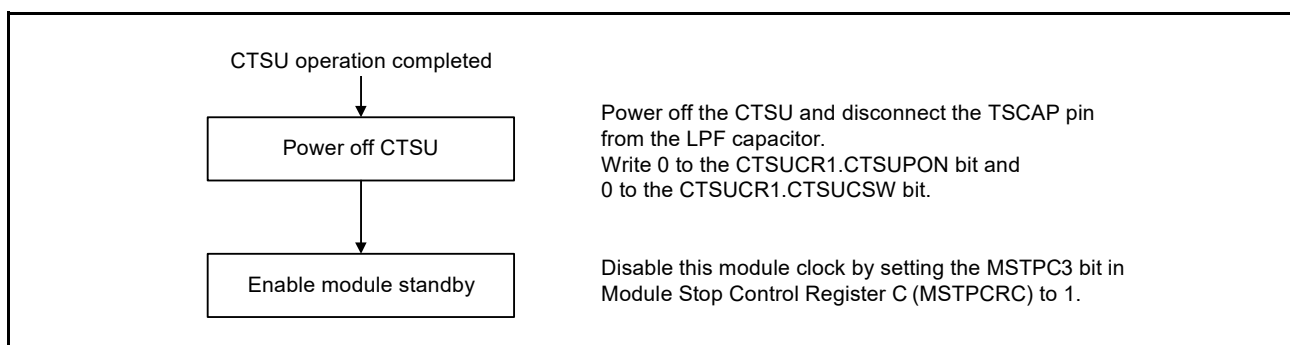 CTSU operation completed
Power off CTSU
Power off the CTSU and disconnect the TSCAP pin
from the LPF capacitor.
Write 0 to the CTSUCR1.CTSUPON bit and
0 to the CTSUCR1.CTSUCSW bit.
Enable module standby
Disable this module clock by setting the MSTPC3 bit in
Module Stop Control Register C (MSTPCRC) to 1.